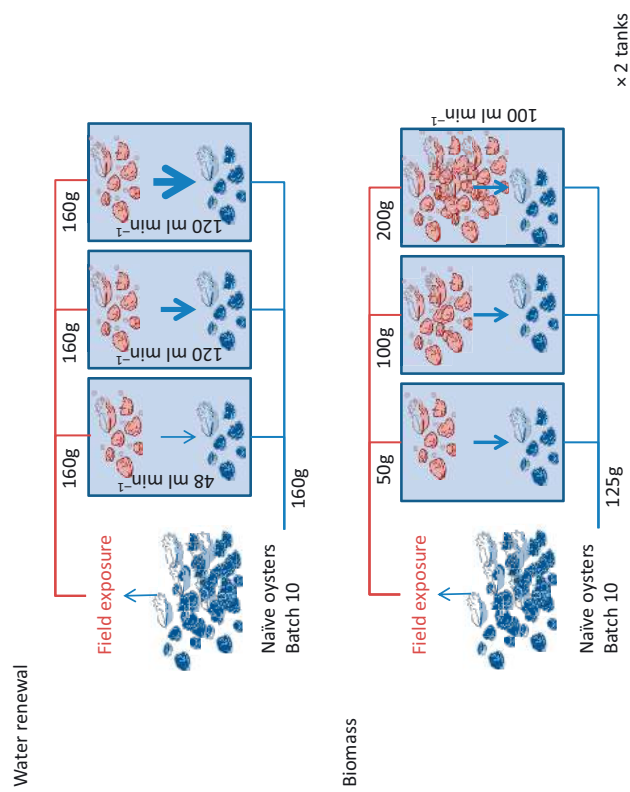 Water renewal
Field exposure
160g
160g
160g
48 ml min⁻¹
120 ml min⁻¹
120 ml min⁻¹
Naïve oysters
Batch 10
160g
Biomass
Field exposure
50g
100g
200g
100 ml min⁻¹
Naïve oysters
Batch 10
125g
× 2 tanks